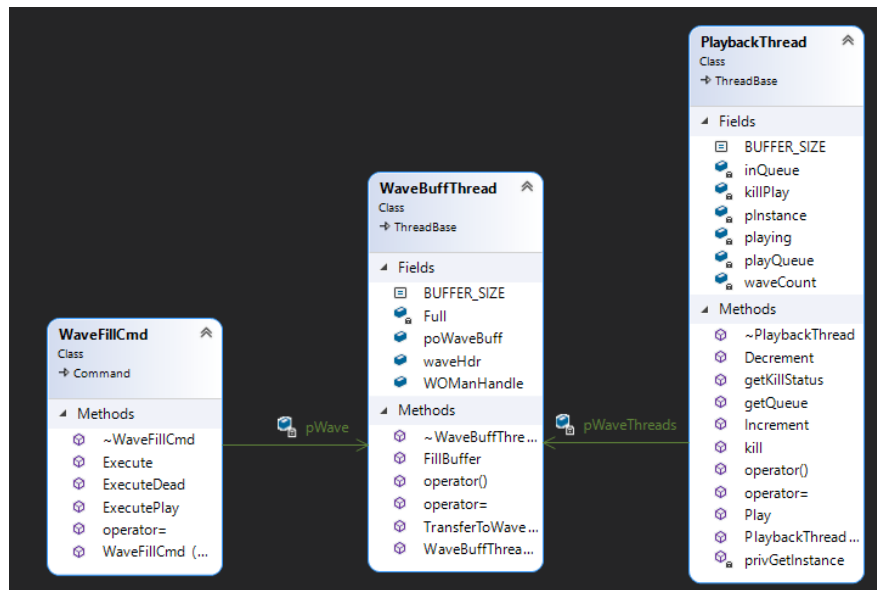 WaveFillCmd
Class
ThreadBase
Command
Methods
~WaveFillCmd
Execute
ExecuteDead
ExecutePlay
operator=
WaveFillCmd (...
pWave
WaveBuffThread
Class
ThreadBase
Fields
BUFFER_SIZE
Full
poWaveBuff
waveHdr
WOManHandle
Methods
~WaveBuffThre...
FillBuffer
operator()
operator=
TransferToWave...
WaveBuffThrea...
pWaveThreads
PlaybackThread
Class
ThreadBase
Fields
BUFFER_SIZE
inQueue
killPlay
pInstance
playing
playQueue
waveCount
Methods
~PlaybackThread
Decrement
getKillStatus
getQueue
Increment
kill
operator()
operator=
Play
PlaybackThread...
privGetInstance